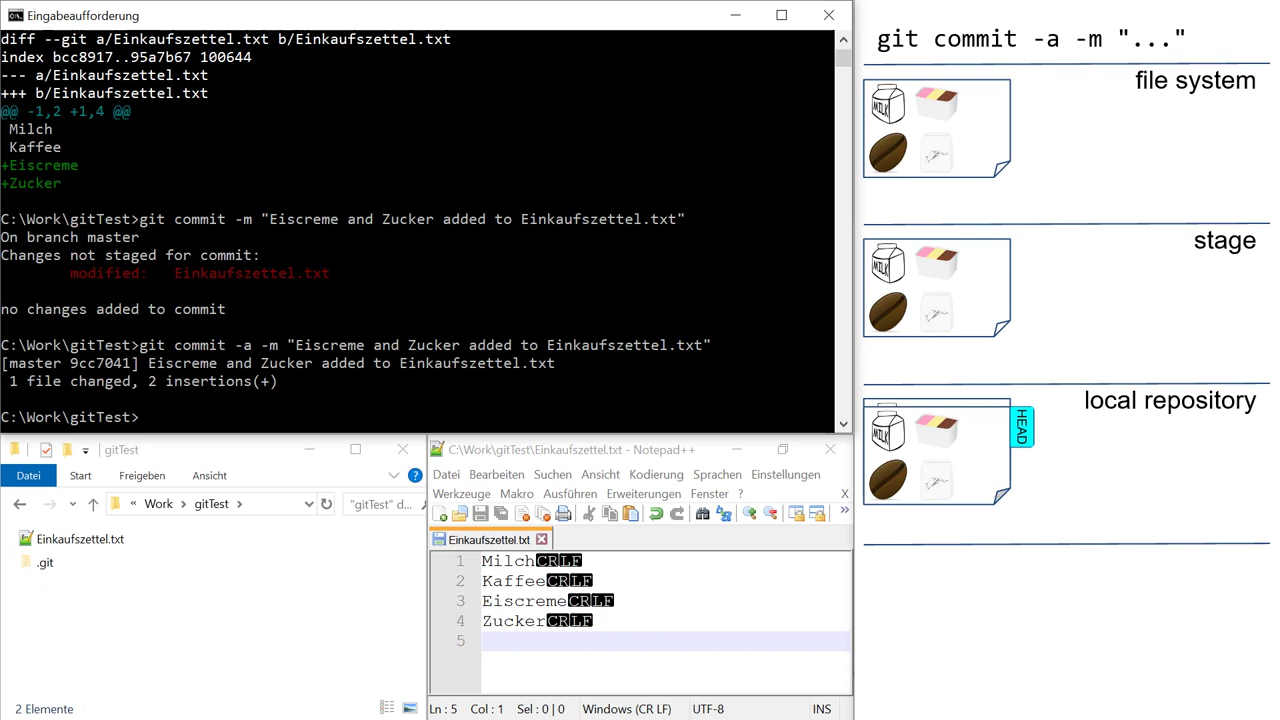 Eingabeaufforderung
diff --git a/Einkaufszettel.txt b/Einkaufszettel.txt
index bcc8917..95a7b67 100644
--- a/Einkaufszettel.txt
+++ b/Einkaufszettel.txt
@@ -1,2 +1,4 @@
Milch
Kaffee
+Eiscreme
+Zucker
C:\Work\gitTest>git commit -m "Eiscreme and Zucker added to Einkaufszettel.txt"
On branch master
Changes not staged for commit:
modified:   Einkaufszettel.txt
no changes added to commit
C:\Work\gitTest>git commit -a -m "Eiscreme and Zucker added to Einkaufszettel.txt"
[master 9cc7041] Eiscreme and Zucker added to Einkaufszettel.txt
1 file changed, 2 insertions(+)
C:\Work\gitTest>
gitTest
Datei Start Freigeben Ansicht
« Work > gitTest > "gitTest" d...
Einkaufszettel.txt
.git
2 Elemente
C:\Work\gitTest\Einkaufszettel.txt - Notepad++
Datei Bearbeiten Suchen Ansicht Kodierung Sprachen Einstellungen
Werkzeuge Makro Ausführen Erweiterungen Fenster ? X
Einkaufszettel.txt
1 MilchCRLF
2 KaffeeCRLF
3 EiscremeCRLF
4 ZuckerCRLF
5
Ln : 5 Col : 1 Sel : 0 | 0 Windows (CR LF) UTF-8 INS
git commit -a -m "..."
file system
MILK
stage
MILK
local repository
MILK
HEAD